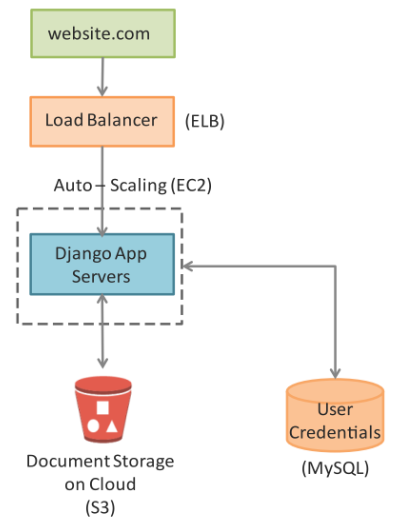 website.com
Load Balancer
(ELB)
Auto – Scaling (EC2)
Django App
Servers
User
Credentials
(MySQL)
Document Storage
on Cloud
(S3)